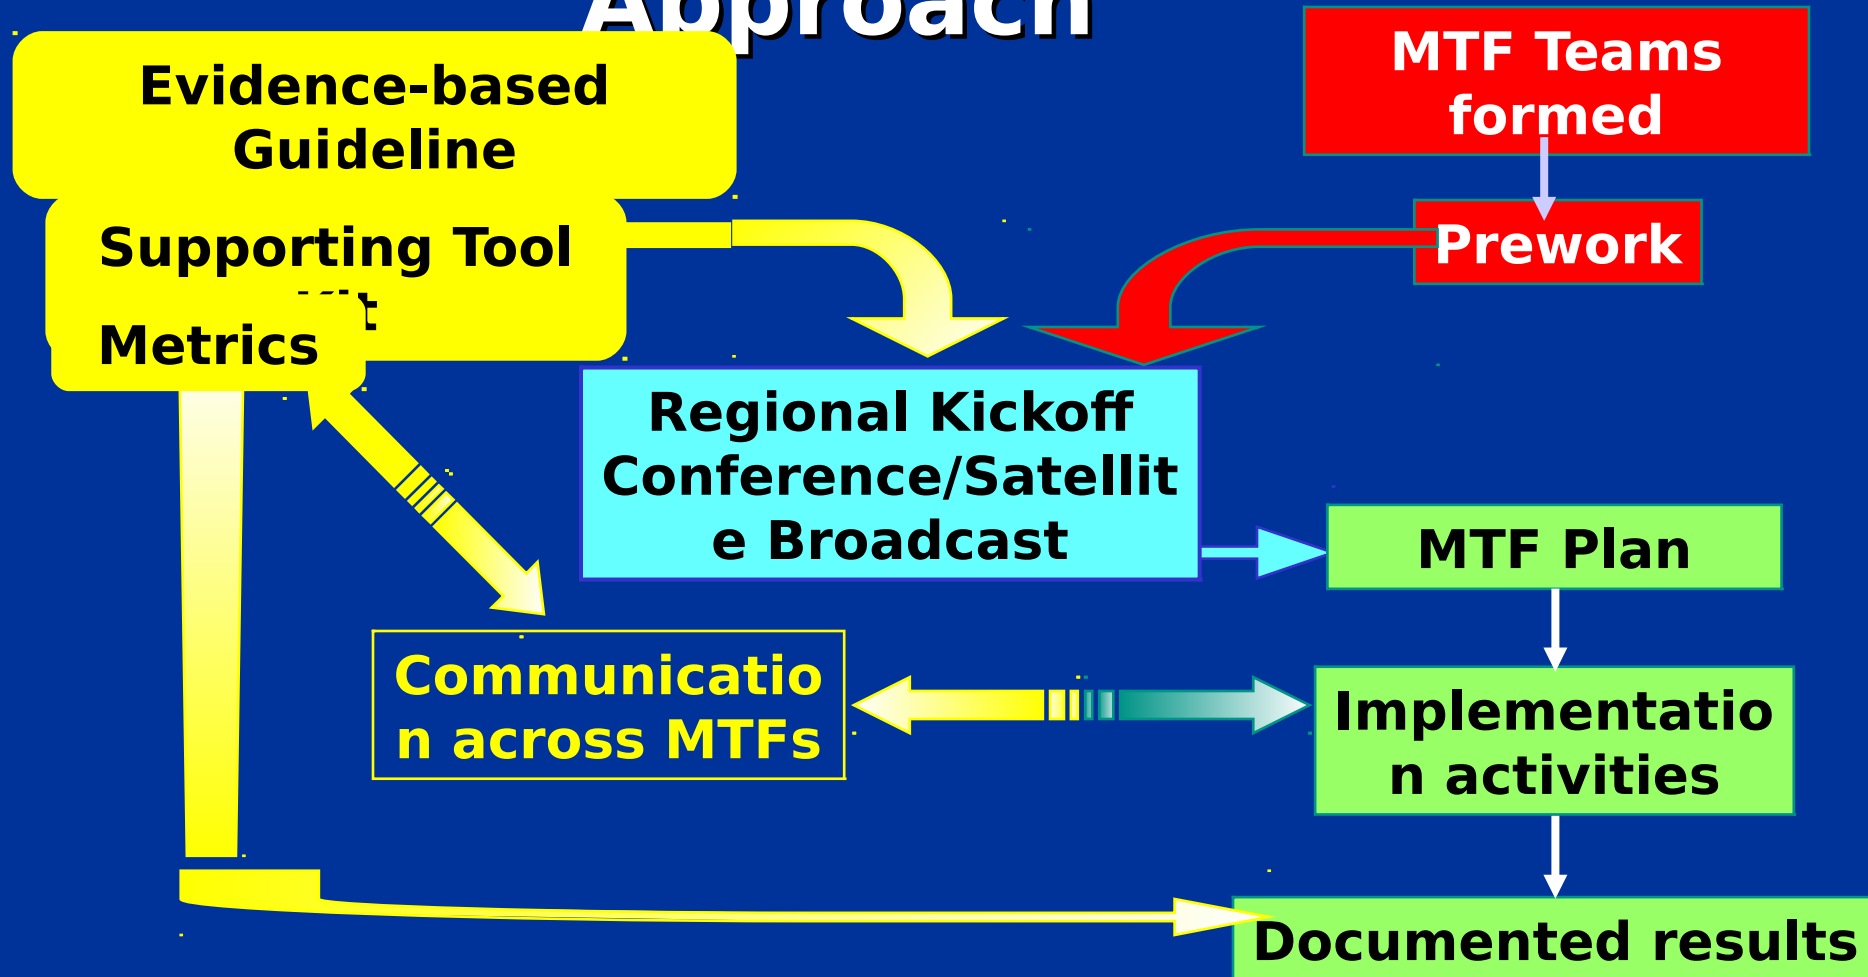 Approach
Evidence-based
Guideline
Supporting Tool
Kit
Metrics
MTF Teams
formed
Prework
Regional Kickoff
Conference/Satellit
e Broadcast
MTF Plan
Communicatio
n across MTFs
Implementatio
n activities
Documented results